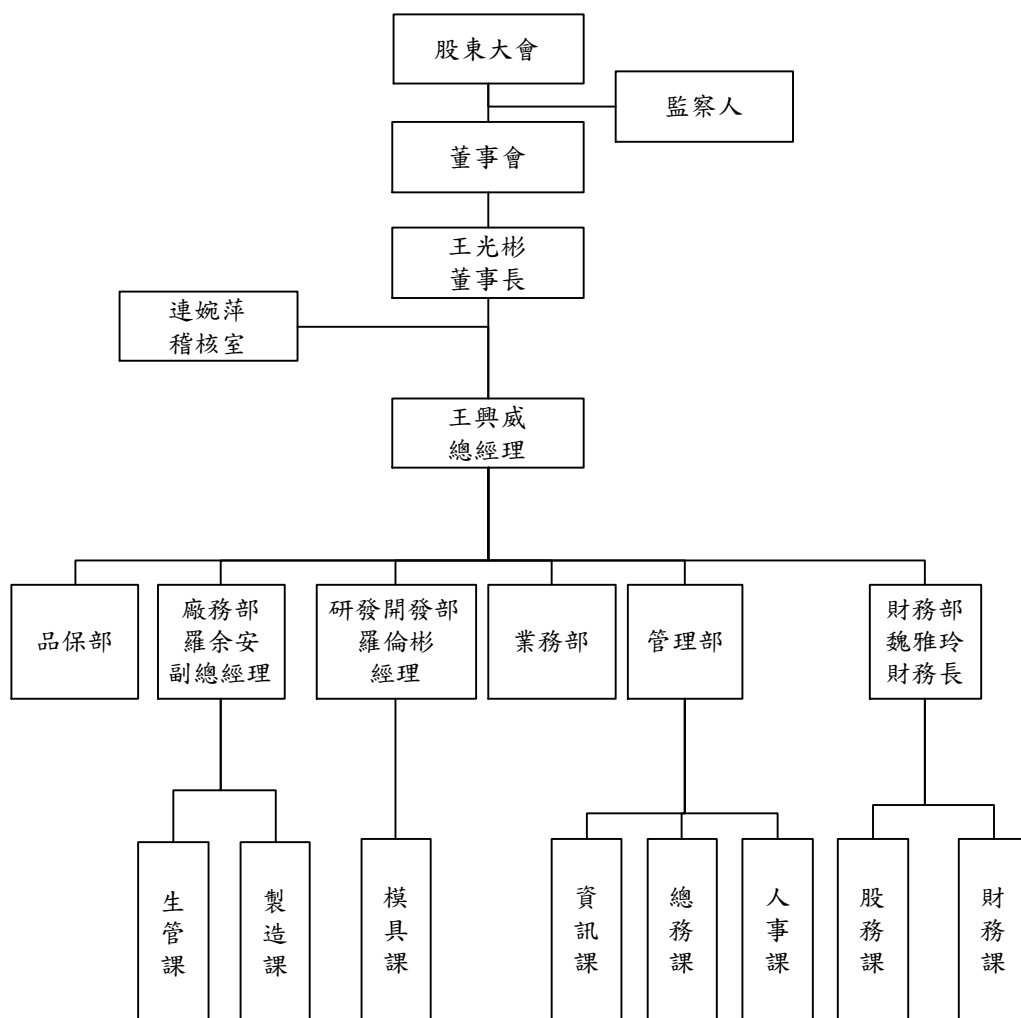 股東大會
監察人
董事會
王光彬
董事長
連婉萍
稽核室
王興威
總經理
品保部
廠務部
羅余安
副總經理
研發開發部
羅倫彬
經理
業務部
管理部
財務部
魏雅玲
財務長
生管課
製造課
模具課
資訊課
總務課
人事課
股務課
財務課